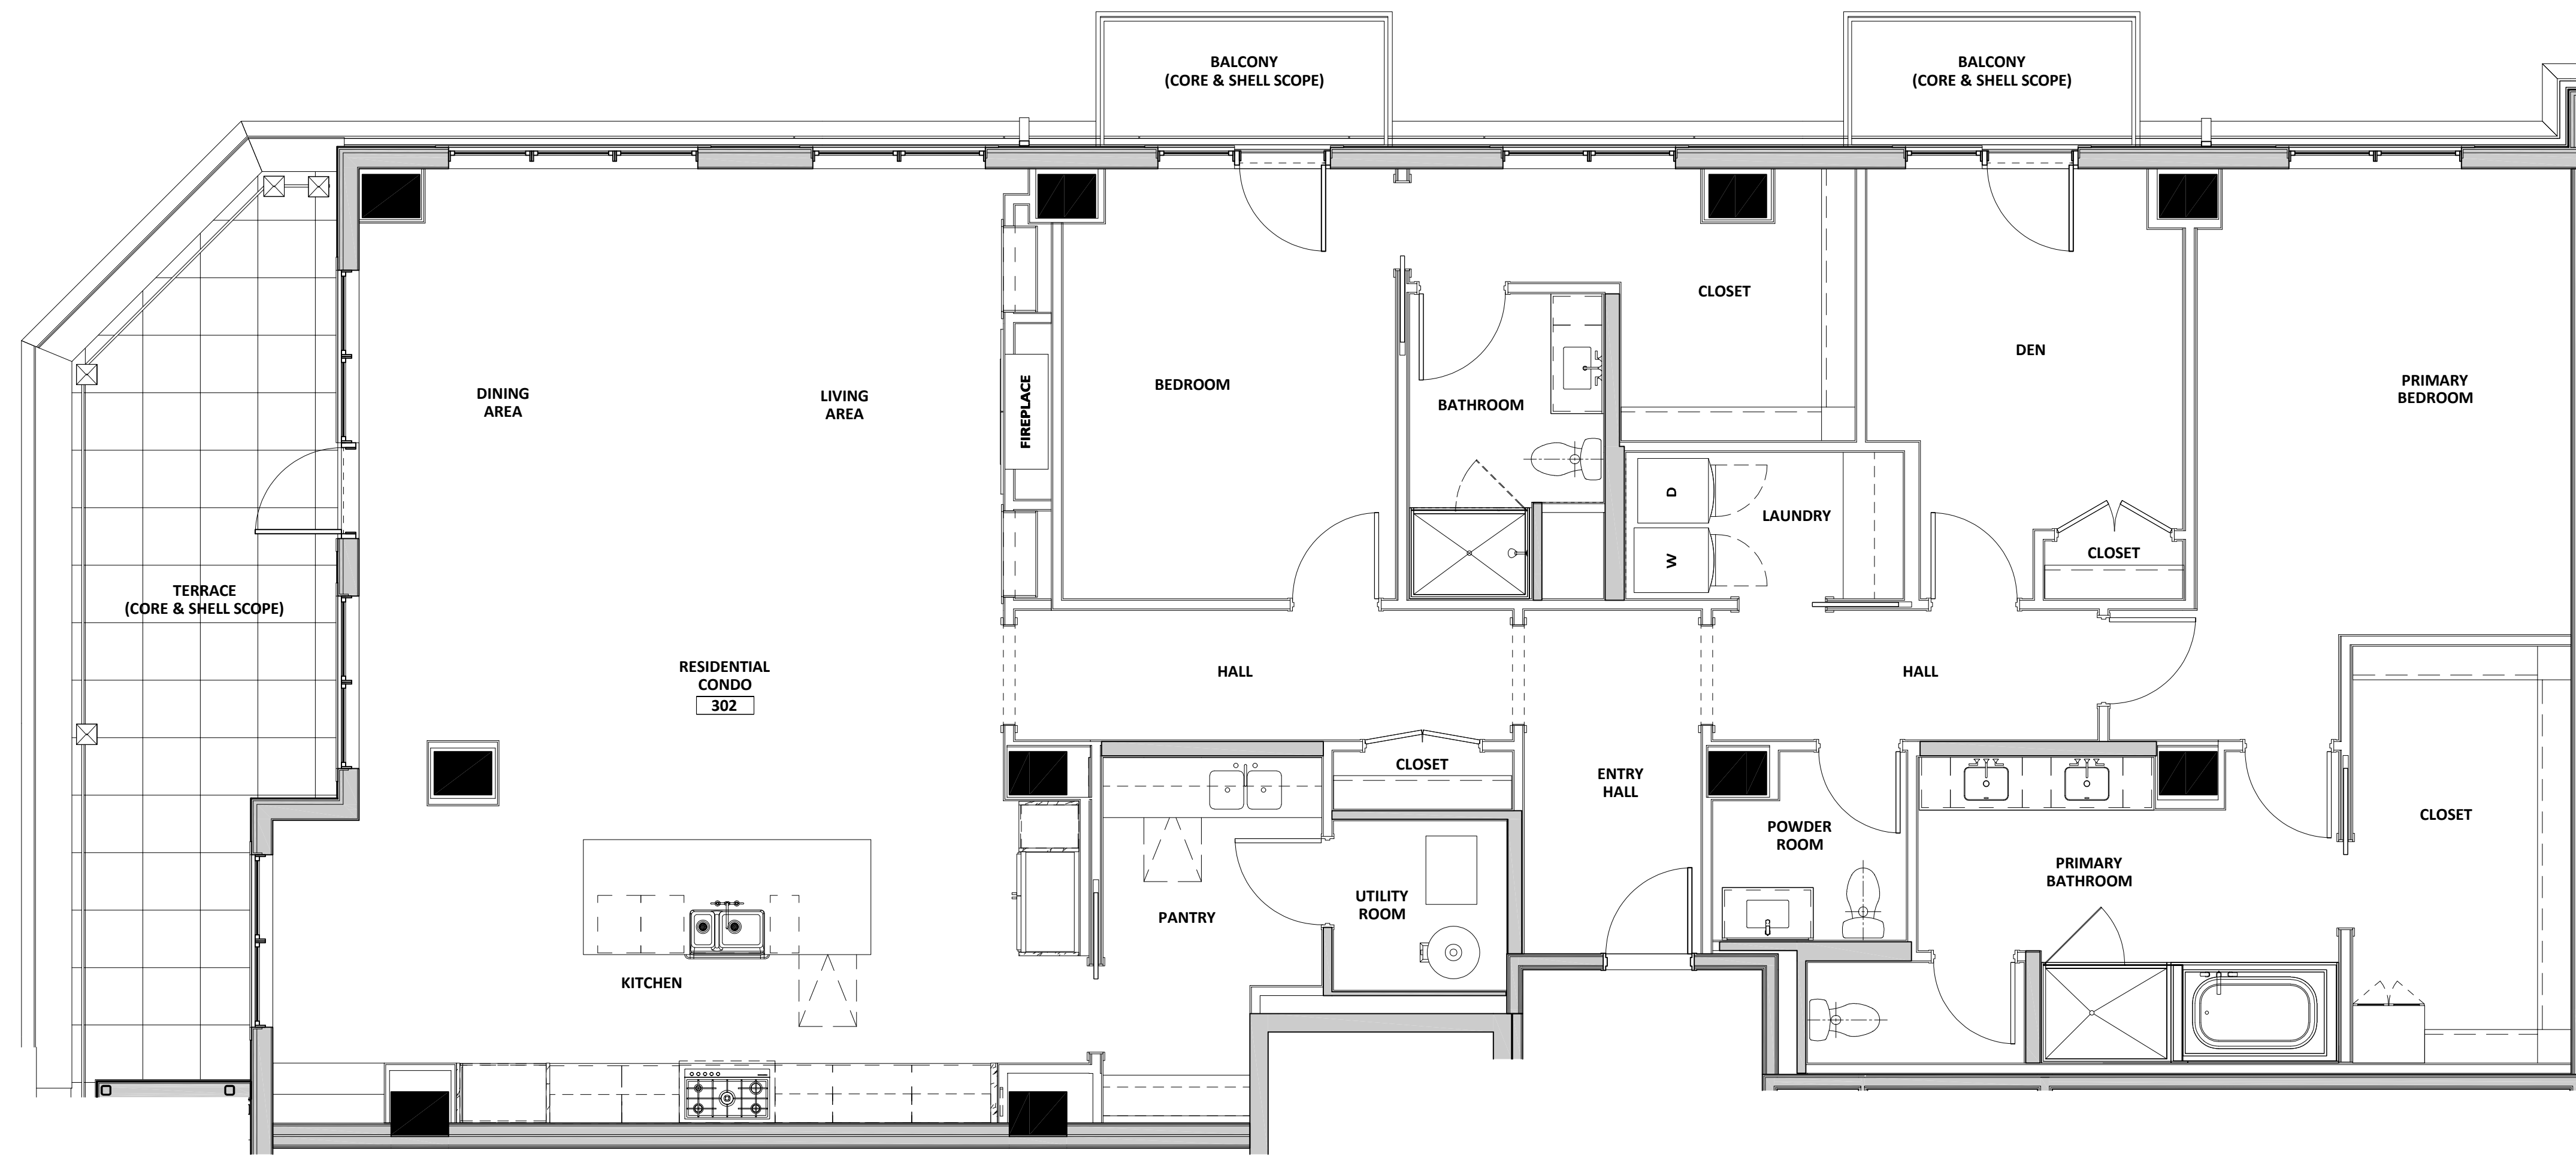 BALCONY
(CORE & SHELL SCOPE)
BALCONY
(CORE & SHELL SCOPE)
CLOSET
DEN
BEDROOM
PRIMARY
BEDROOM
DINING
AREA
LIVING
AREA
FIREPLACE
BATHROOM
D
LAUNDRY
W
CLOSET
TERRACE
(CORE & SHELL SCOPE)
RESIDENTIAL
CONDO
302
HALL
HALL
CLOSET
ENTRY
HALL
CLOSET
POWDER
ROOM
PRIMARY
BATHROOM
UTILITY
ROOM
PANTRY
KITCHEN